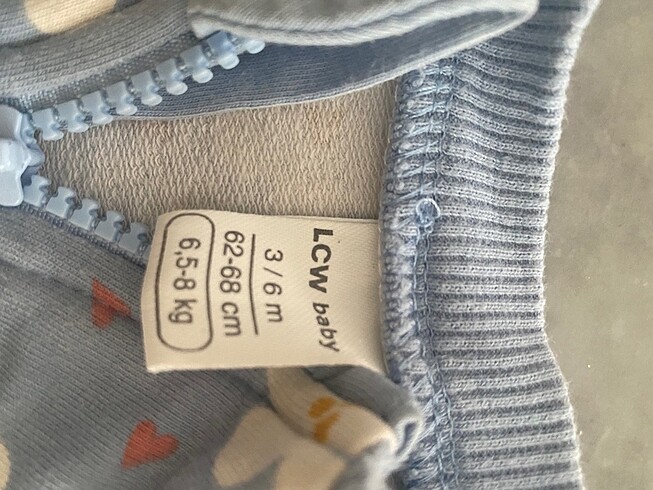 LCW baby
3/6 m
62-68 cm
6,5-8 kg